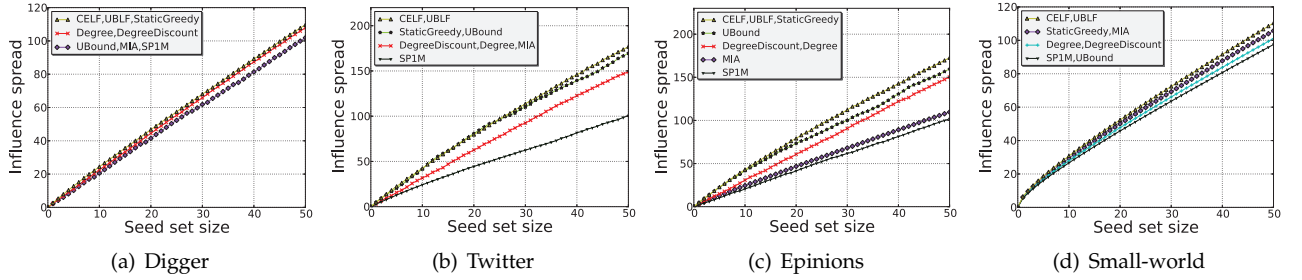 120
100
80
60
40
20
0
Influence spread
CELF,UBLF,StaticGreedy
Degree,DegreeDiscount
UBound,MIA,SP1M
0 10 20 30 40 50
Seed set size
(a) Digger
200
150
100
50
0
Influence spread
CELF,UBLF
StaticGreedy,UBound
DegreeDiscount,Degree,MIA
SP1M
0 10 20 30 40 50
Seed set size
(b) Twitter
200
150
100
50
0
Influence spread
CELF,UBLF,StaticGreedy
UBound
DegreeDiscount,Degree
MIA
SP1M
0 10 20 30 40 50
Seed set size
(c) Epinions
120
100
80
60
40
20
0
Influence spread
CELF,UBLF
StaticGreedy,MIA
Degree,DegreeDiscount
SP1M,UBound
0 10 20 30 40 50
Seed set size
(d) Small-world